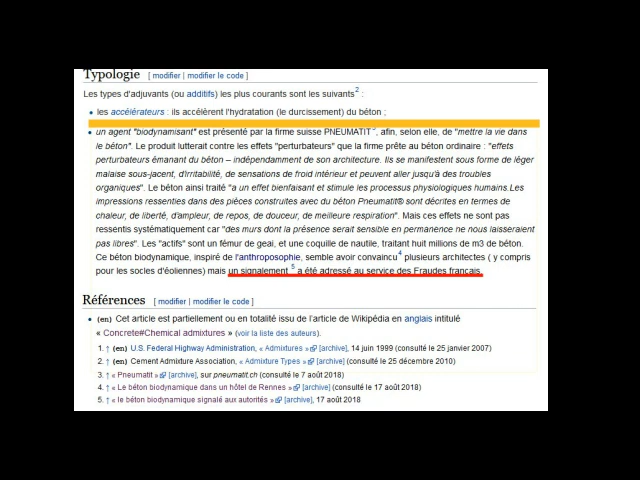 Typologie [ modifier | modifier le code ]
Les types d'adjuvants (ou additifs) les plus courants sont les suivants2 :
• les accélérateurs : ils accélèrent l'hydratation (le durcissement) du béton ;
• un agent "biodynamisant" est présenté par la firme suisse PNEUMATIT3, afin, selon elle, de "mettre la vie dans
le béton". Le produit lutterait contre les effets "perturbateurs" que la firme prête au béton ordinaire : "effets
perturbateurs émanant du béton – indépendamment de son architecture. Ils se manifestent sous forme de léger
malaise sous-jacent, d'irritabilité, de sensations de froid intérieur et peuvent aller jusqu'à des troubles
organiques". Le béton ainsi traité "a un effet bienfaisant et stimule les processus physiologiques humains.Les
impressions ressenties dans des pièces construites avec du béton Pneumatit® sont décrites en termes de
chaleur, de liberté, d'ampleur, de repos, de douceur, de meilleure respiration". Mais ces effets ne sont pas
ressentis systématiquement car "des murs dont la présence serait sensible en permanence ne nous laisseraient
pas libres". Les "actifs" sont un fémur de geai, et une coquille de nautile, traitant huit millions de m3 de béton.
Ce béton biodynamique, inspiré de l'anthroposophie, semble avoir convaincu4 plusieurs architectes ( y compris
pour les socles d'éoliennes) mais un signalement 5 a été adressé au service des Fraudes français.
Références [ modifier | modifier le code ]
• (en) Cet article est partiellement ou en totalité issu de l'article de Wikipédia en anglais intitulé
« Concrete#Chemical admixtures » (voir la liste des auteurs).
1. ↑ (en) U.S. Federal Highway Administration, « Admixtures » [archive], 14 juin 1999 (consulté le 25 janvier 2007)
2. ↑ (en) Cement Admixture Association, « Admixture Types » [archive] (consulté le 25 décembre 2010)
3. ↑ « Pneumatit » [archive], sur pneumatit.ch (consulté le 7 août 2018)
4. ↑ « Le béton biodynamique dans un hôtel de Rennes » [archive] (consulté le 17 août 2018)
5. ↑ « le béton biodynamique signalé aux autorités » [archive], 17 août 2018